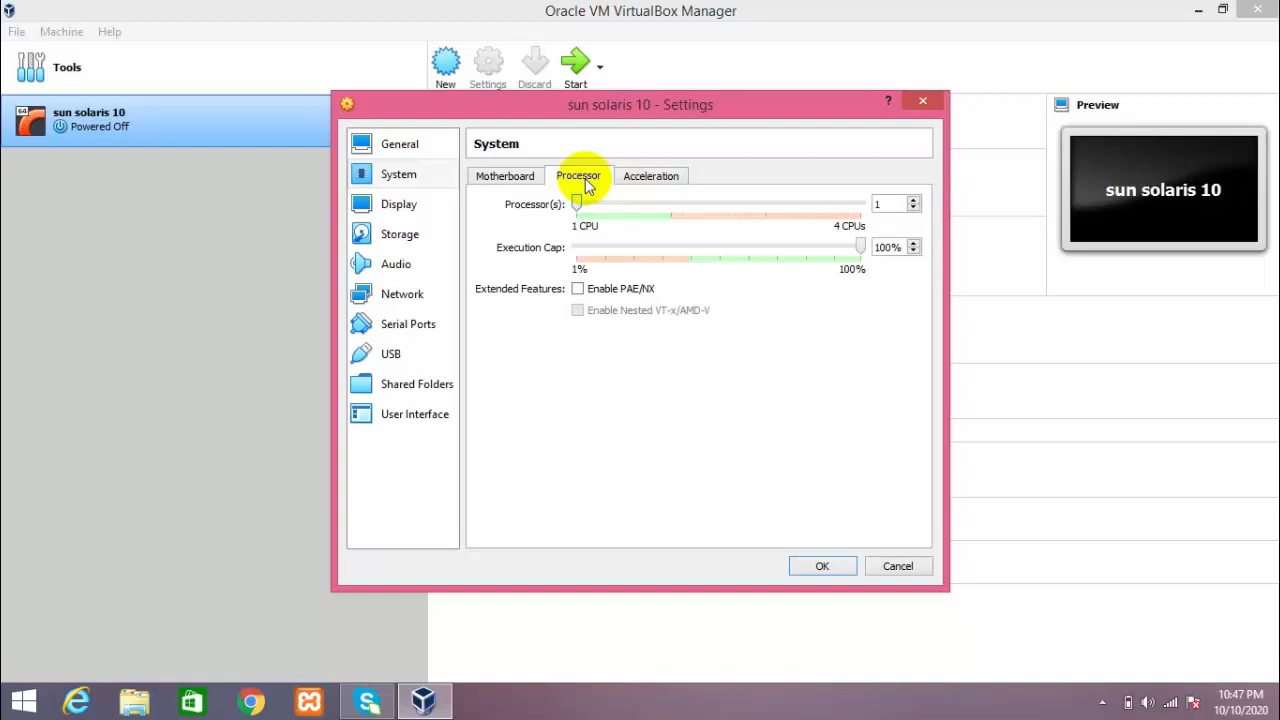 Oracle VM VirtualBox Manager
File Machine Help
Tools
New Settings Discard Start
64
sun solaris 10
Powered Off
sun solaris 10 - Settings
?
Preview
sun solaris 10
General
System
Display
Storage
Audio
Network
Serial Ports
USB
Shared Folders
User Interface
System
Motherboard Processor Acceleration
Processor(s): 1
1 CPU 4 CPUs
Execution Cap: 100%
1% 100%
Extended Features: Enable PAE/NX
Enable Nested VT-x/AMD-V
OK Cancel
10:47 PM
10/10/2020